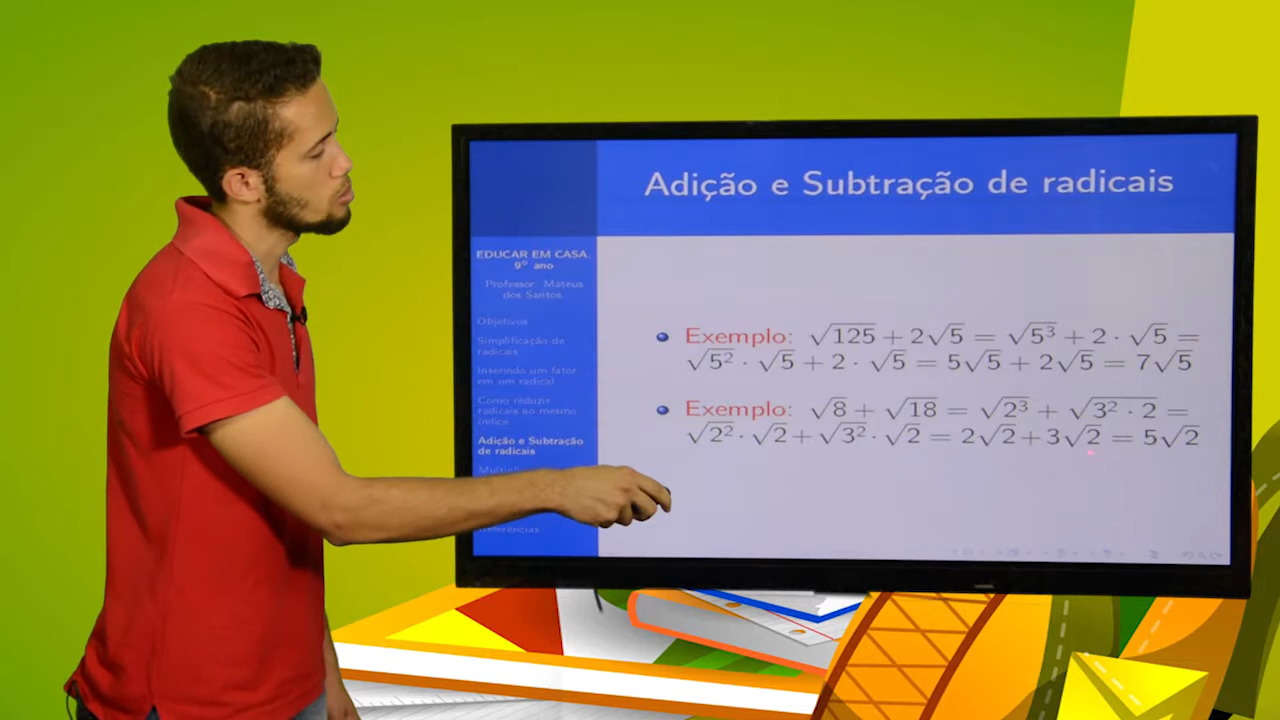 Adição e Subtração de radicais
EDUCAR EM CASA.
9º ano
Professor: Mateus
dos Santos
Objetivos
Simplificação de
radicais
Inserindo um fator
em um radical
Como reduzir
radicais ao mesmo
índice
Adição e Subtração
de radicais
Referências
Exemplo: √125 + 2√5 = √5³ + 2 · √5 =
√5² · √5 + 2 · √5 = 5√5 + 2√5 = 7√5
Exemplo: √8 + √18 = √2³ + √3² · 2 =
√2² · √2 + √3² · √2 = 2√2 + 3√2 = 5√2